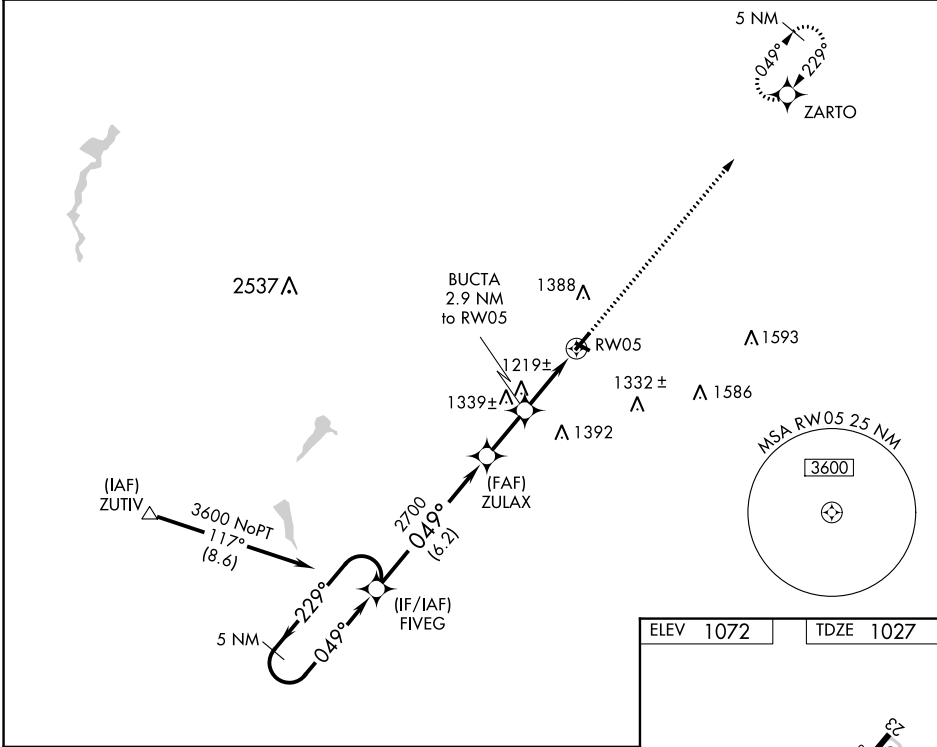 5 NM
049°
229°
ZARTO
2537
BUCTA
2.9 NM
to RW05
1388
RW05
1593
1219±
1339±
1332 ±
1586
1392
MSA RW05 25 NM
3600
(FAF)
ZULAX
(IAF)
ZUTIV
3600 NoPT
117°
(8.6)
2700
049°
(6.2)
229°
049°
5 NM
(IF/IAF)
FIVEG
ELEV 1072
TDZE 1027
23